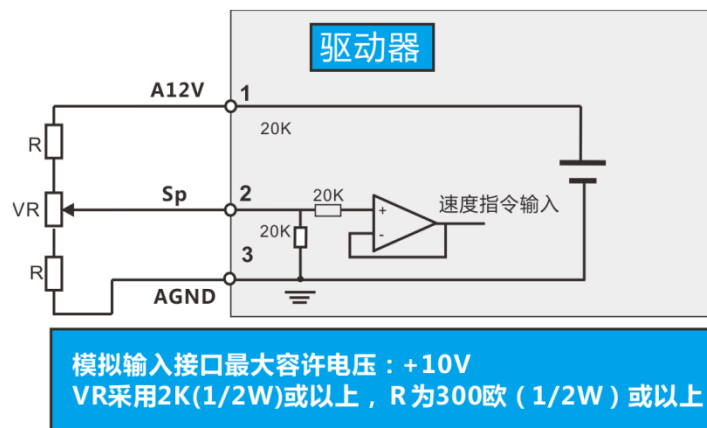 驱动器
A12V
1
20K
R
VR
Sp
2
20K
+
-
速度指令输入
20K
3
R
AGND
模拟输入接口最大容许电压：+10V
VR采用2K(1/2W)或以上，R为300欧（1/2W）或以上